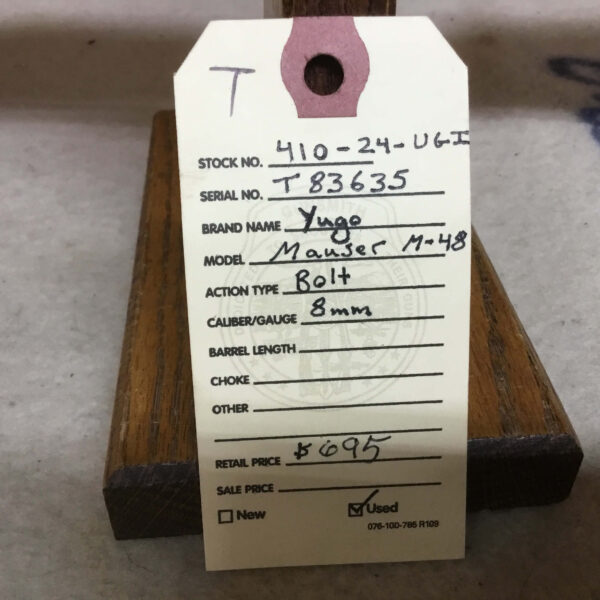 T
STOCK NO. 410-24-UGI
SERIAL NO. T83635
BRAND NAME Yugo
MODEL Mauser M-48
ACTION TYPE Bolt
CALIBER/GAUGE 8mm
BARREL LENGTH
CHOKE
OTHER
RETAIL PRICE $695
SALE PRICE
New Used
076-100-785 R109